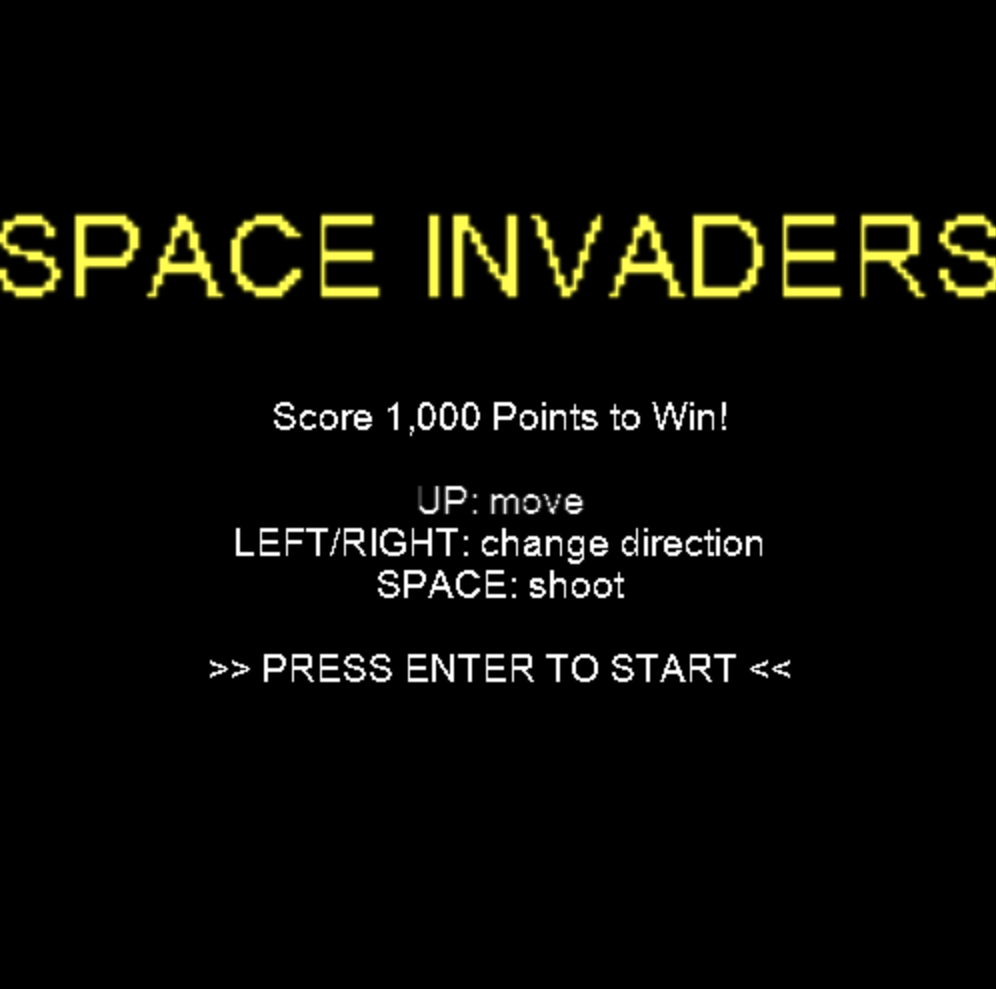 SPACE INVADERS
Score 1,000 Points to Win!
UP: move
LEFT/RIGHT: change direction
SPACE: shoot
>> PRESS ENTER TO START <<